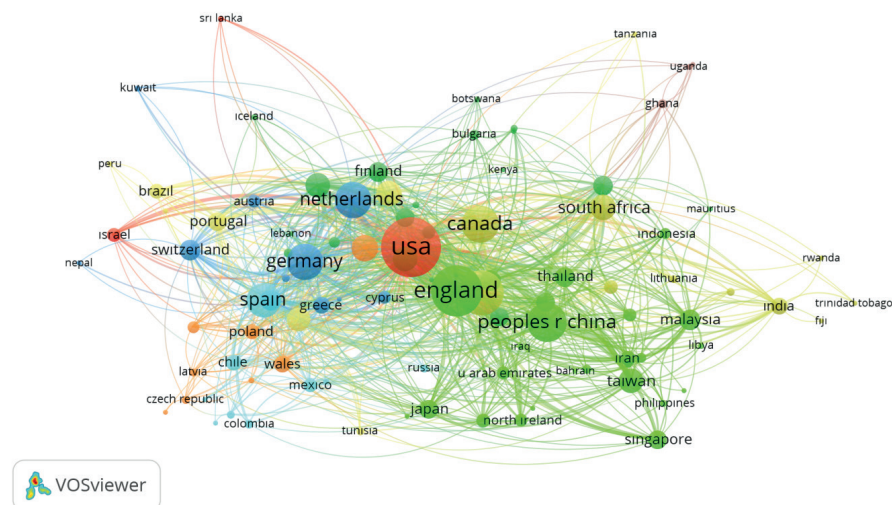 sri lanka
tanzania
uganda
kuwait
botswana
ghana
iceland
bulgaria
peru
finland
kenya
brazil
austria
netherlands
south africa
mauritius
portugal
canada
israel
lebanon
indonesia
switzerland
usa
nepal
germany
rwanda
thailand
lithuania
england
spain
greece
cyprus
india
trinidad tobago
peoples r china
malaysia
fiji
poland
iraq
libya
chile
wales
iran
russia
u arab emirates
bahrain
taiwan
latvia
mexico
czech republic
japan
philippines
north ireland
colombia
tunisia
singapore
VOSviewer